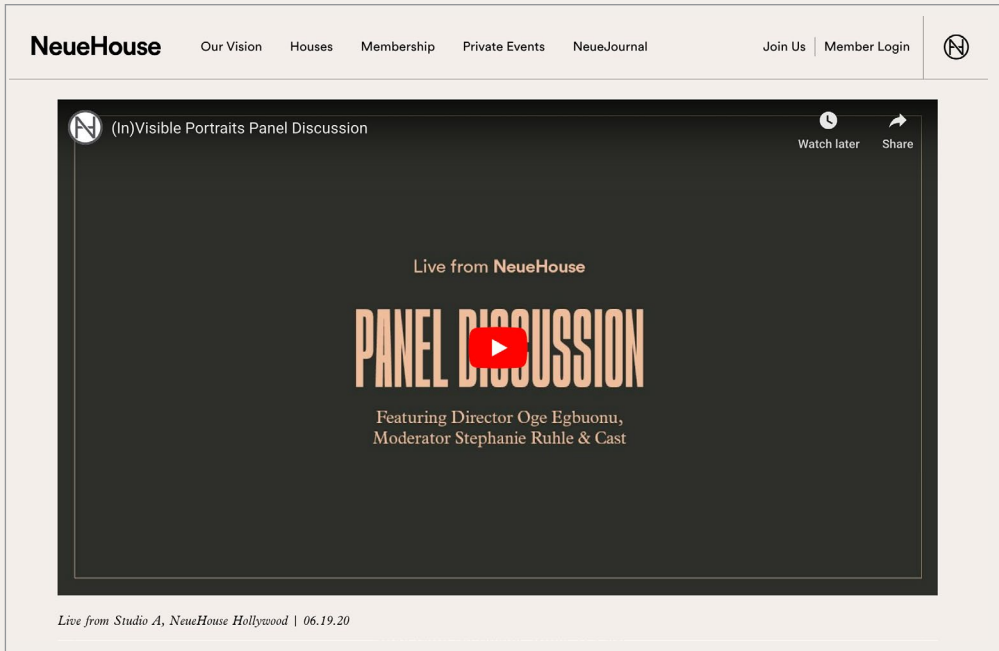 NeueHouse Our Vision Houses Membership Private Events NeueJournal Join Us Member Login
(In)Visible Portraits Panel Discussion
Watch later Share
Live from NeueHouse
PANEL DISCUSSION
Featuring Director Oge Egbuonu,
Moderator Stephanie Ruhle & Cast
Live from Studio A, NeueHouse Hollywood | 06.19.20